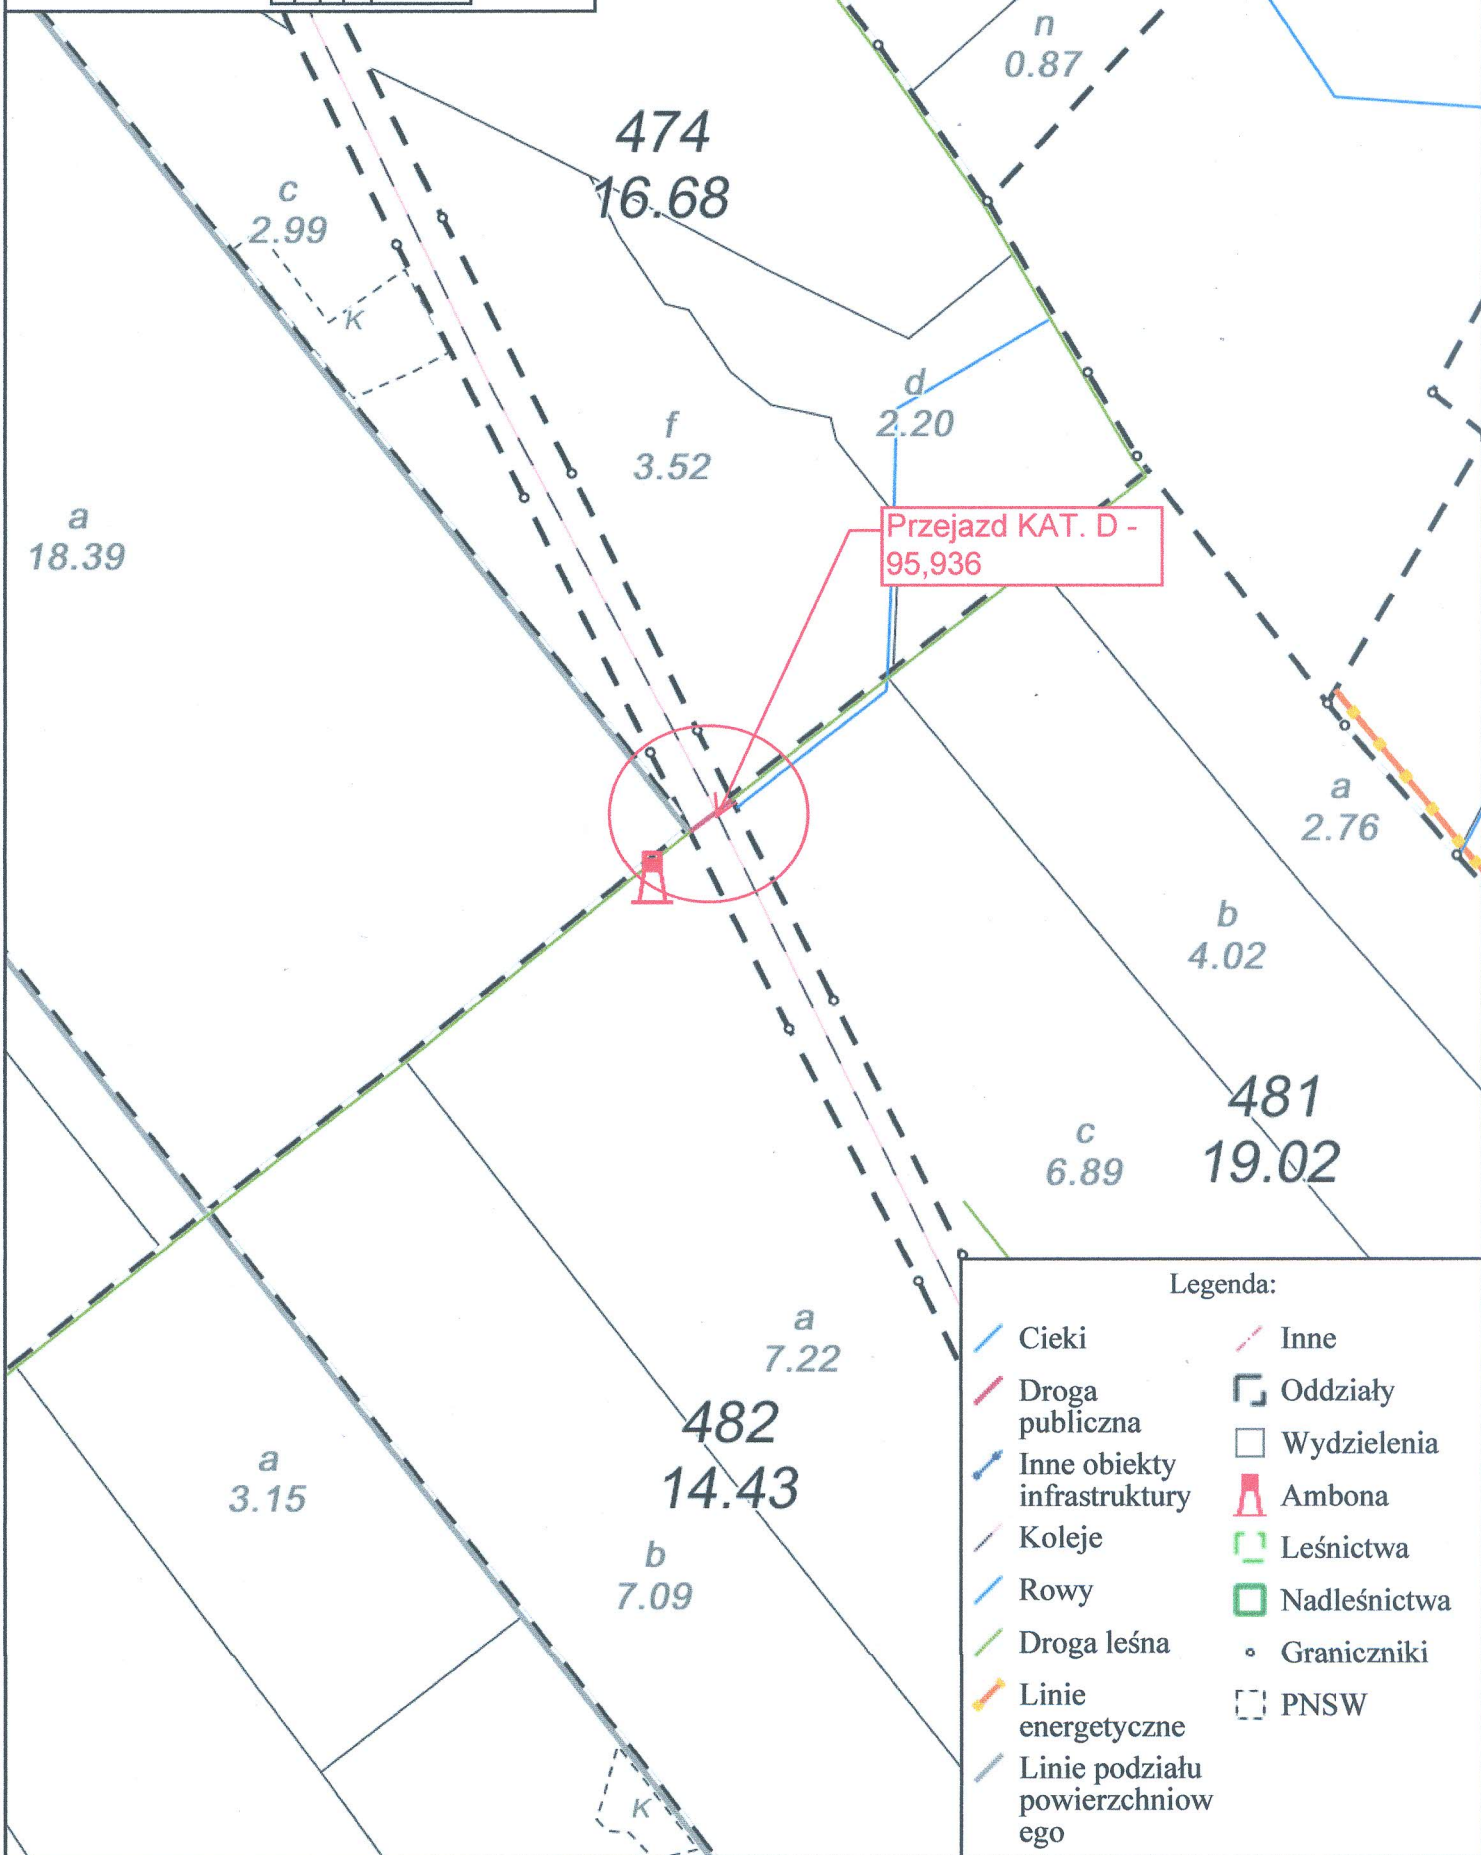 n
0.87
474
16.68
c
2.99
K
d
2.20
f
3.52
a
18.39
Przejazd KAT. D -
95,936
a
2.76
b
4.02
481
19.02
c
6.89
a
7.22
482
14.43
a
3.15
b
7.09
K
Legenda:
Cieki
Droga
publiczna
Inne obiekty
infrastruktury
Koleje
Rowy
Droga leśna
Linie
energetyczne
Linie podziału
powierzchniow
ego
Inne
Oddziały
Wydzielenia
Ambona
Leśnictwa
Nadleśnictwa
Graniczniki
PNSW